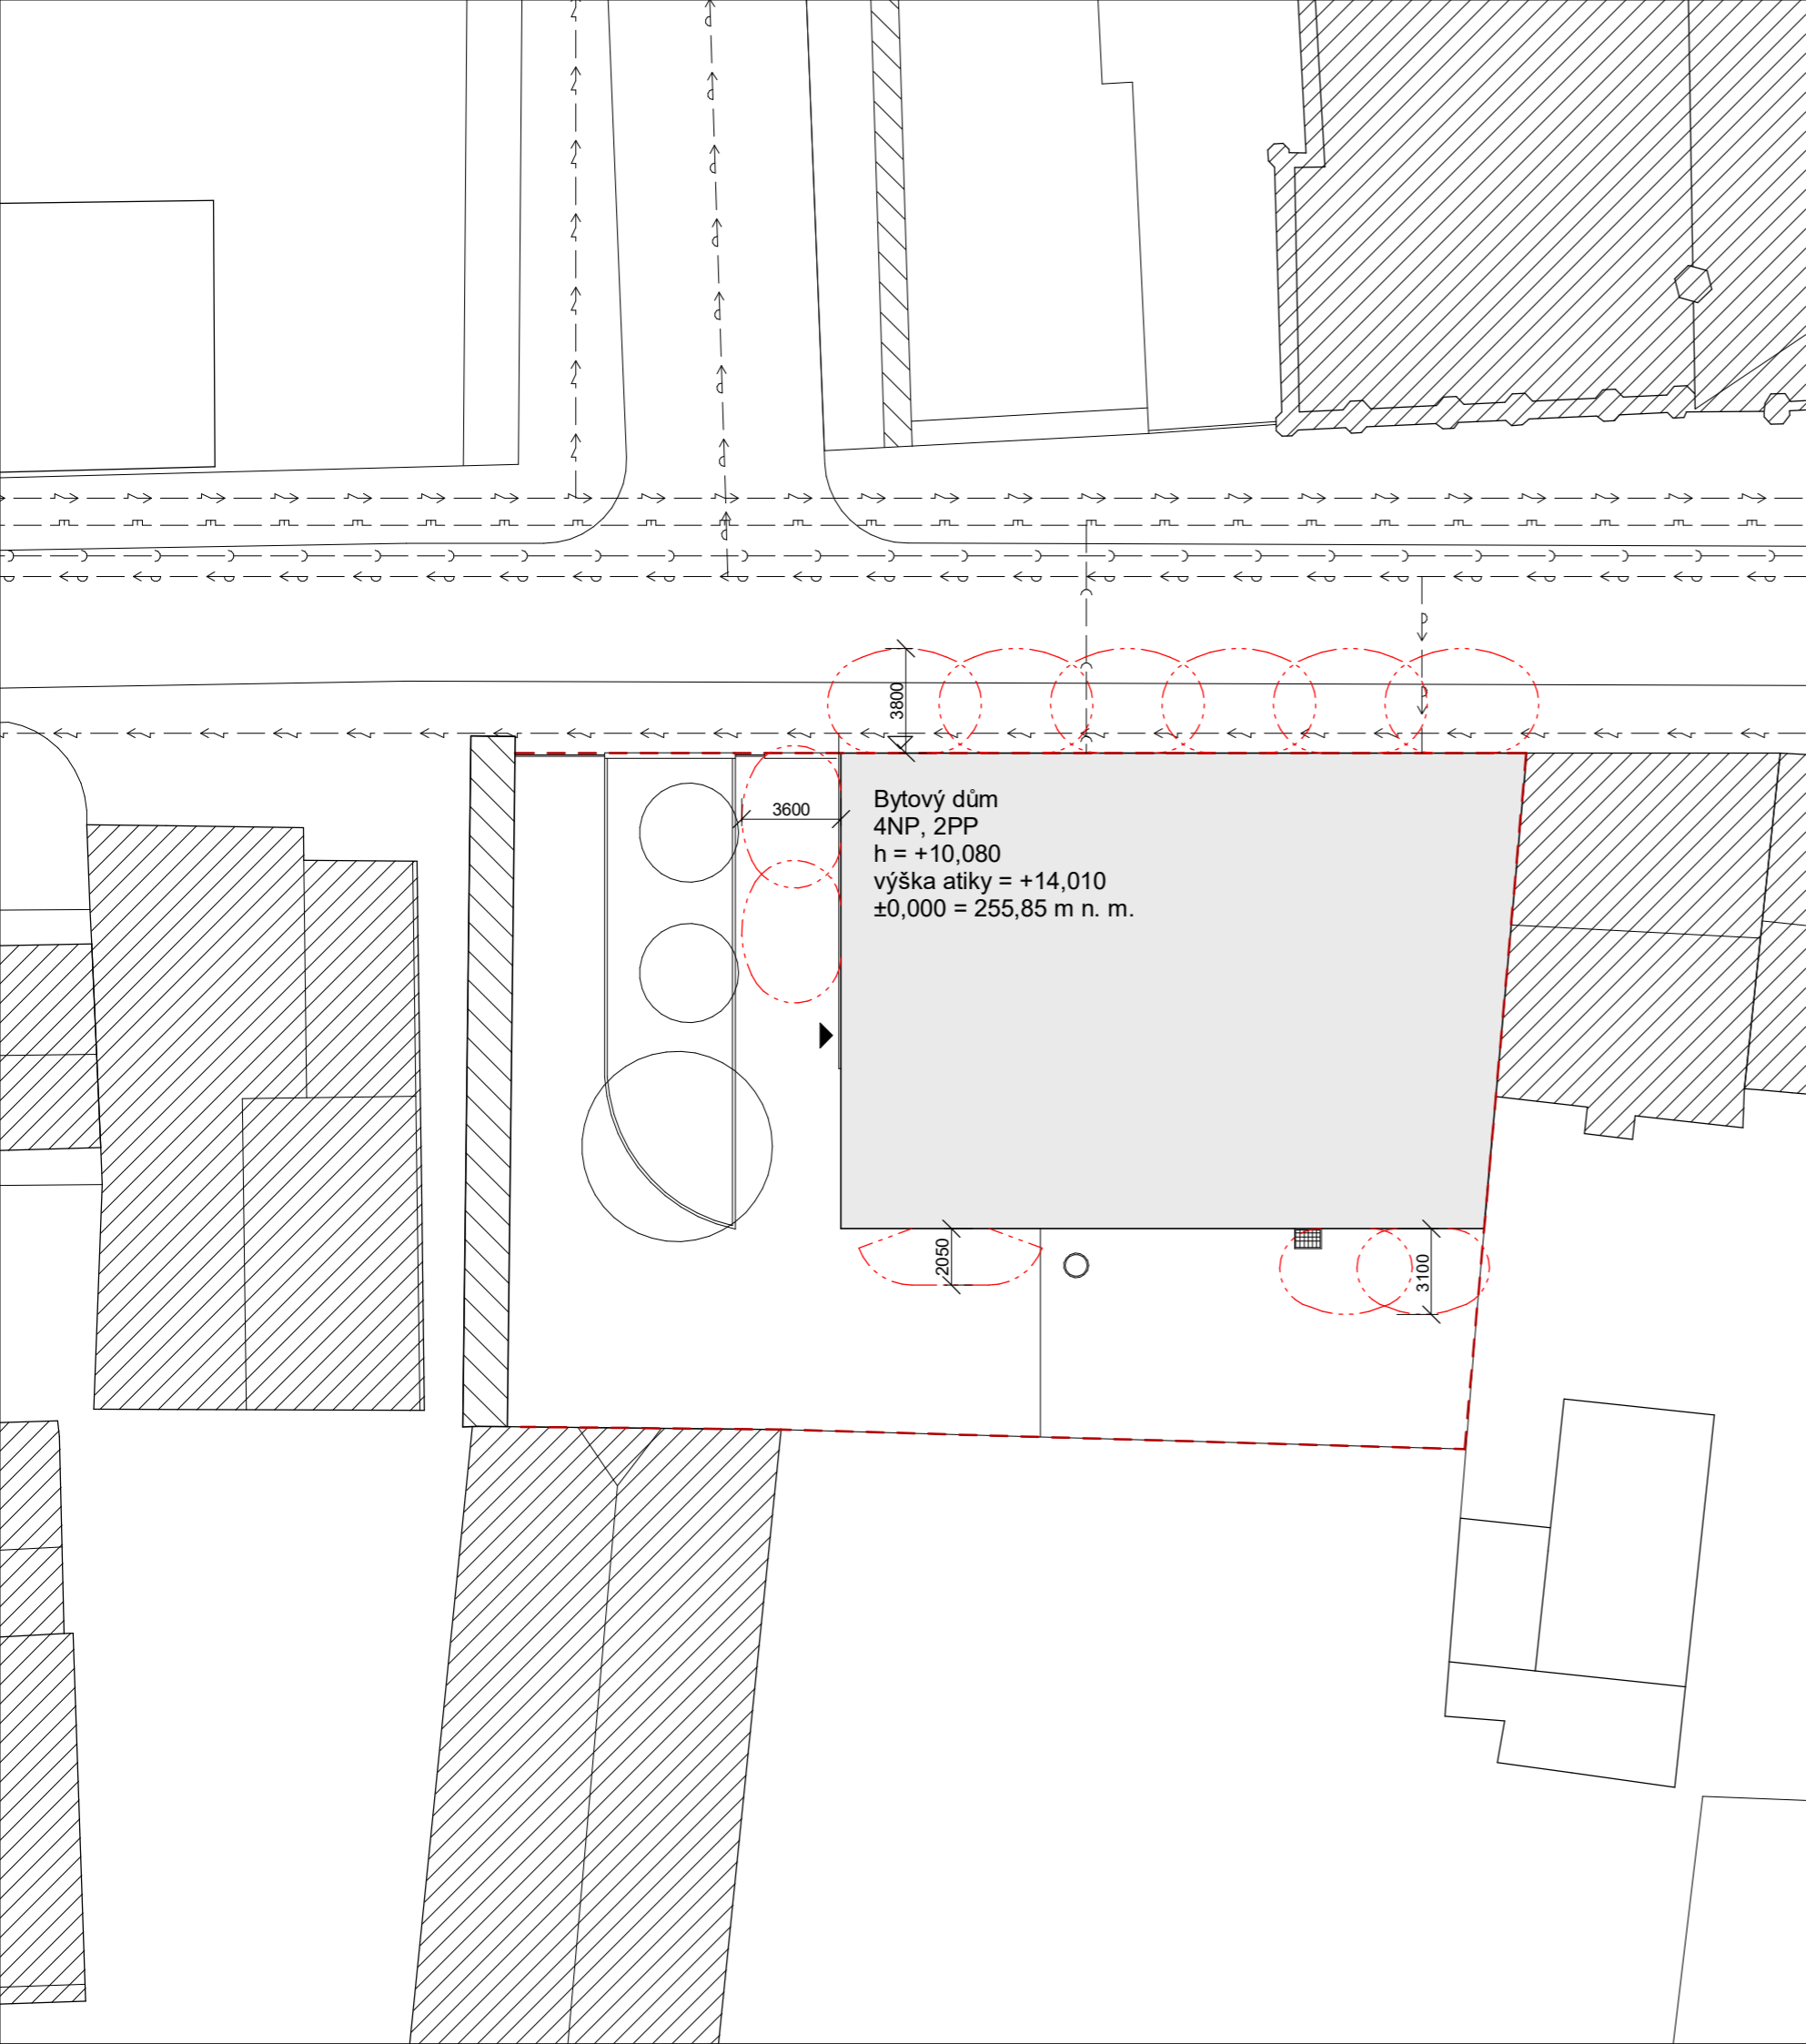 3800
3600
Bytový dům
4NP, 2PP
h = +10,080
výška atiky = +14,010
±0,000 = 255,85 m n. m.
2050
3100